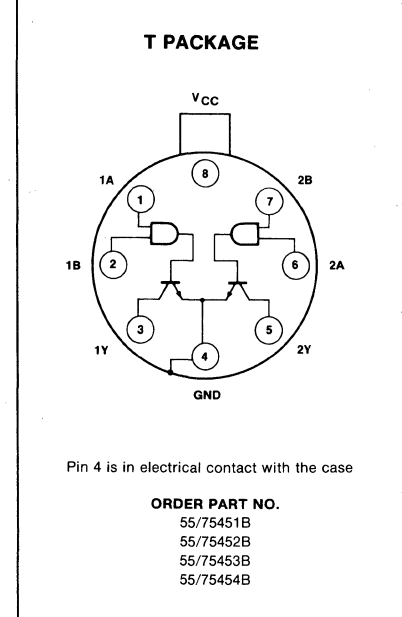 T PACKAGE
VCC
8
1A
2B
1
7
1B
2
6
2A
3
4
5
1Y
2Y
GND
Pin 4 is in electrical contact with the case
ORDER PART NO.
55/75451B
55/75452B
55/75453B
55/75454B